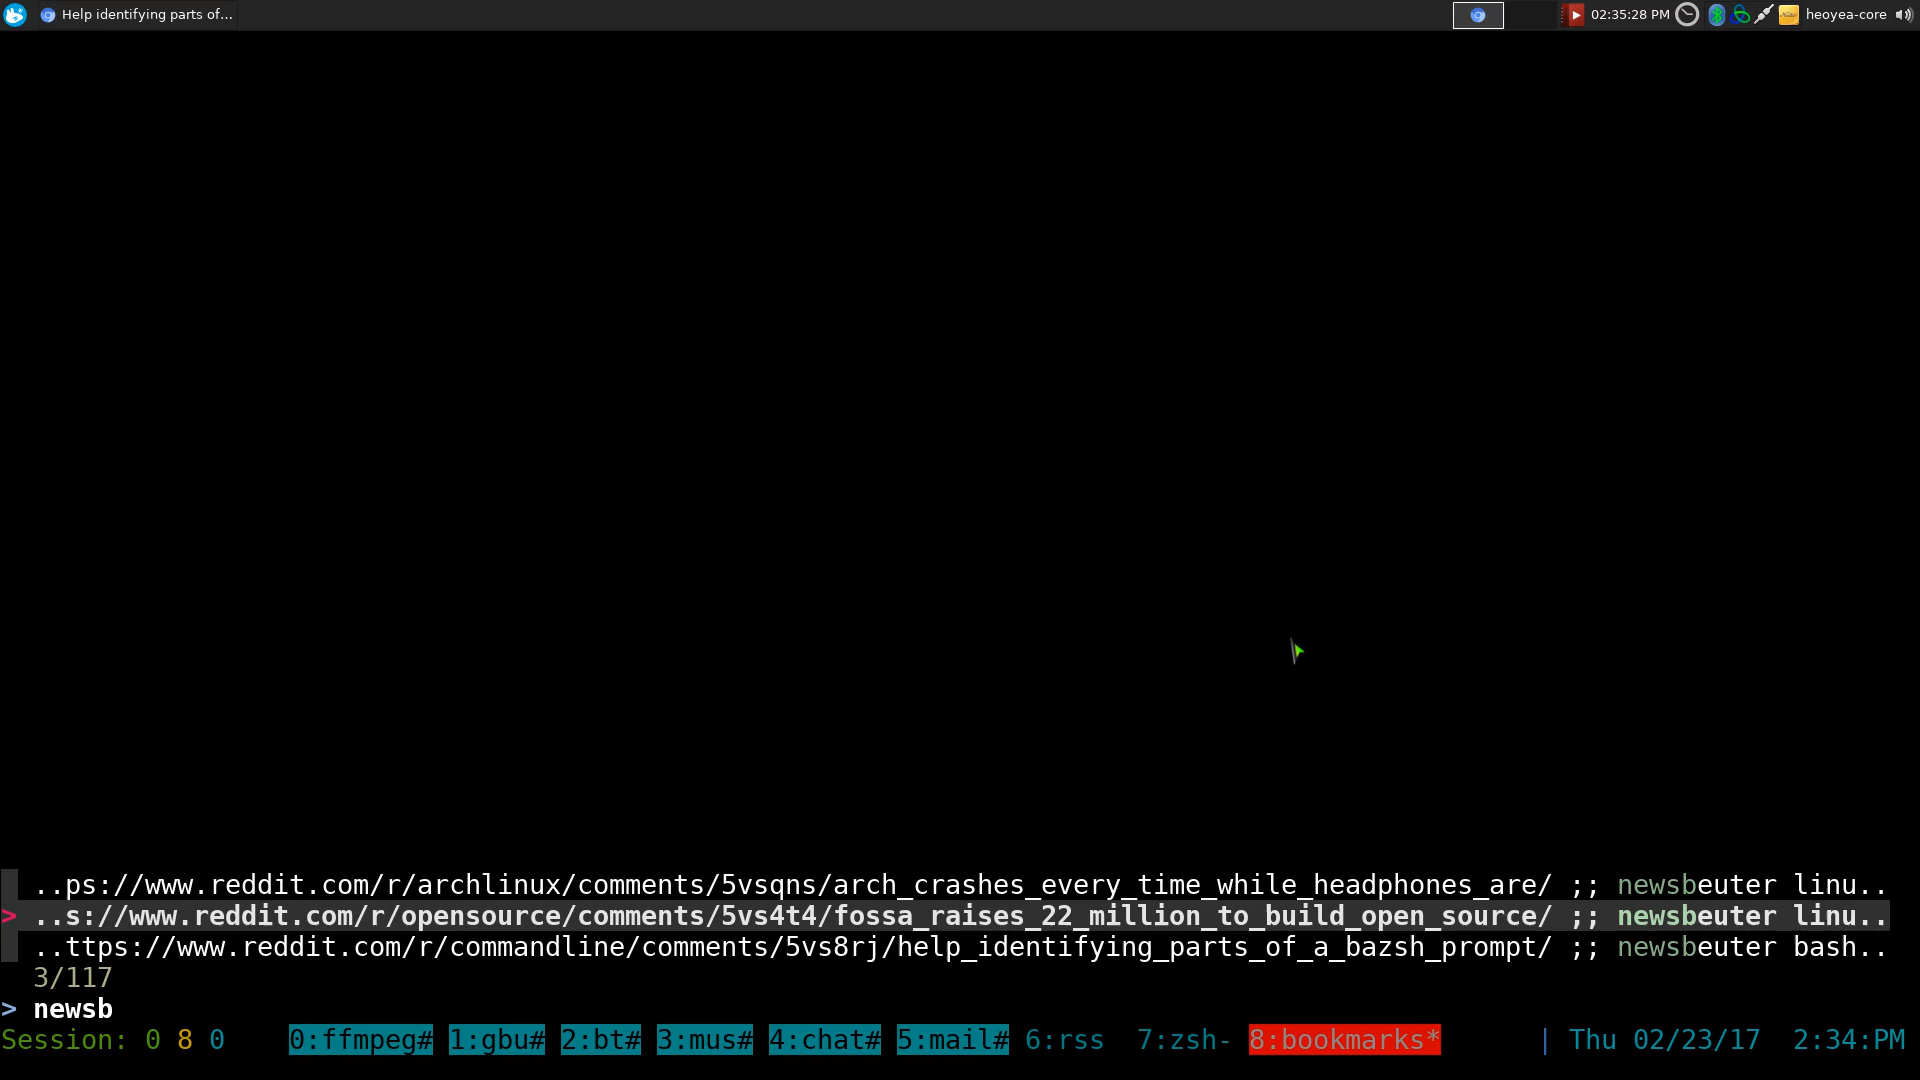 Help identifying parts of... 02:35:28 PM heoyea-core
..ps://www.reddit.com/r/archlinux/comments/5vsqns/arch_crashes_every_time_while_headphones_are/ ;; newsbeuter linu..
> ..s://www.reddit.com/r/opensource/comments/5vs4t4/fossa_raises_22_million_to_build_open_source/ ;; newsbeuter linu..
..ttps://www.reddit.com/r/commandline/comments/5vs8rj/help_identifying_parts_of_a_bazsh_prompt/ ;; newsbeuter bash..
3/117
> newsb
Session: 0 8 0 0:ffmpeg# 1:gbu# 2:bt# 3:mus# 4:chat# 5:mail# 6:rss 7:zsh- 8:bookmarks* | Thu 02/23/17 2:34:PM